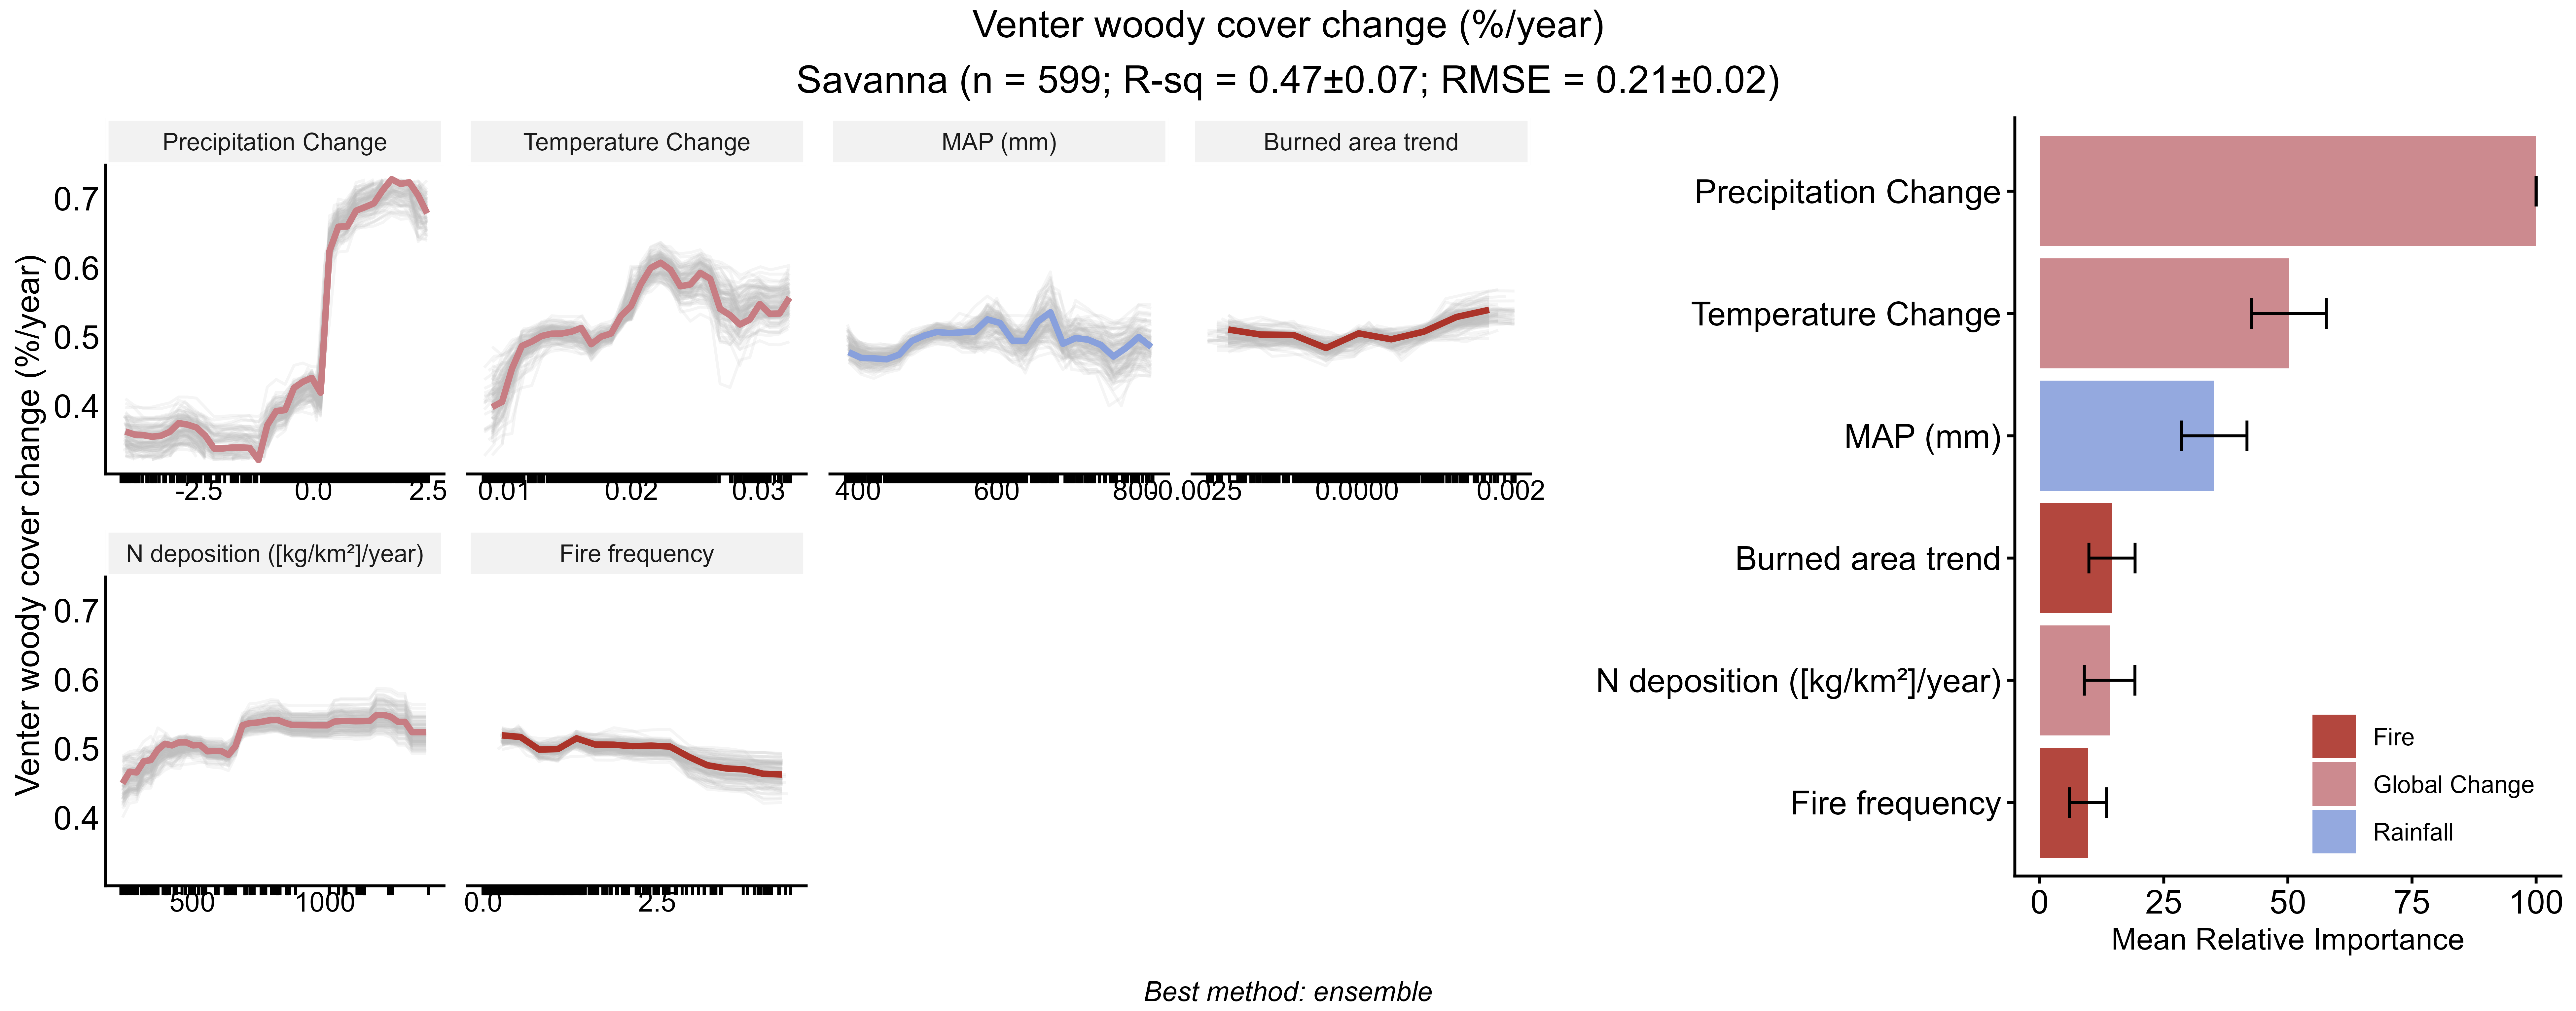 Venter woody cover change (%/year)
Savanna (n = 599; R-sq = 0.47±0.07; RMSE = 0.21±0.02)
Venter woody cover change (%/year)
Precipitation Change
Temperature Change
MAP (mm)
Burned area trend
0.7
0.6
0.5
0.4
-2.5 0.0 2.5
0.01 0.02 0.03
400 600 800
-0.0025 0.0000 0.002
N deposition ([kg/km²]/year)
Fire frequency
0.7
0.6
0.5
0.4
500 1000
0.0 2.5
Precipitation Change
Temperature Change
MAP (mm)
Burned area trend
N deposition ([kg/km²]/year)
Fire frequency
Fire
Global Change
Rainfall
0 25 50 75 100
Mean Relative Importance
Best method: ensemble